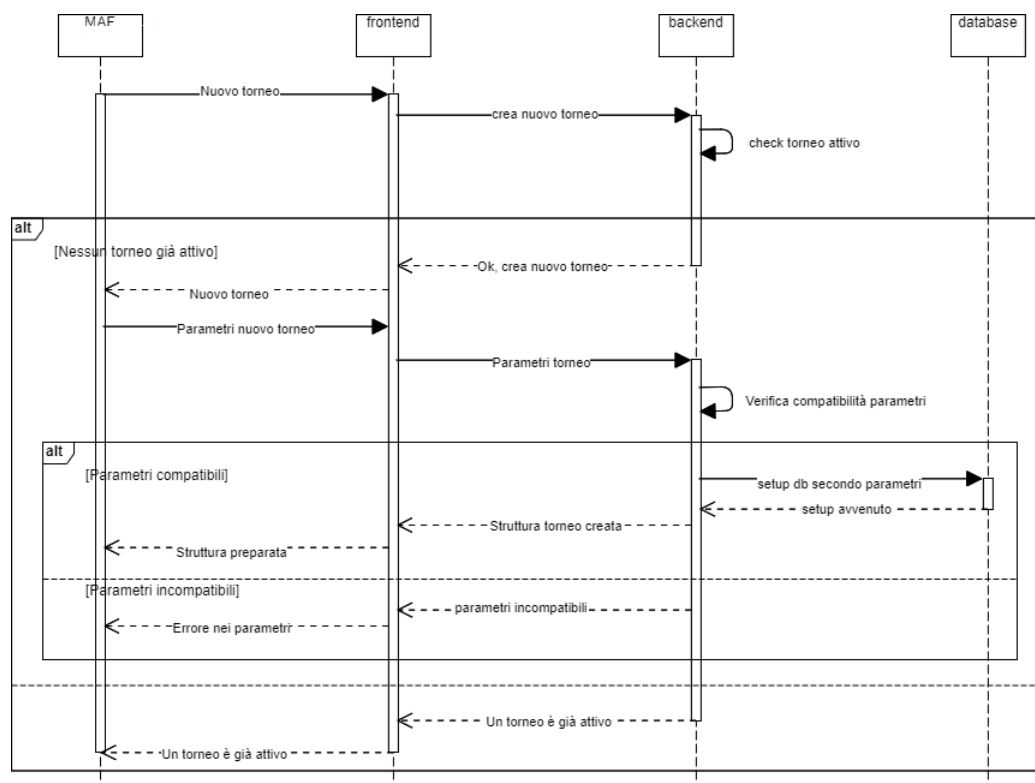 MAF
frontend
backend
database
Nuovo torneo
crea nuovo torneo
check torneo attivo
alt
[Nessun torneo già attivo]
Ok, crea nuovo torneo
Nuovo torneo
Parametri nuovo torneo
Parametri torneo
Verifica compatibilità parametri
alt
[Parametri compatibili]
setup db secondo parametri
setup avvenuto
Struttura torneo creata
Struttura preparata
[Parametri incompatibili]
parametri incompatibili
Errore nei parametri
Un torneo è già attivo
Un torneo è già attivo